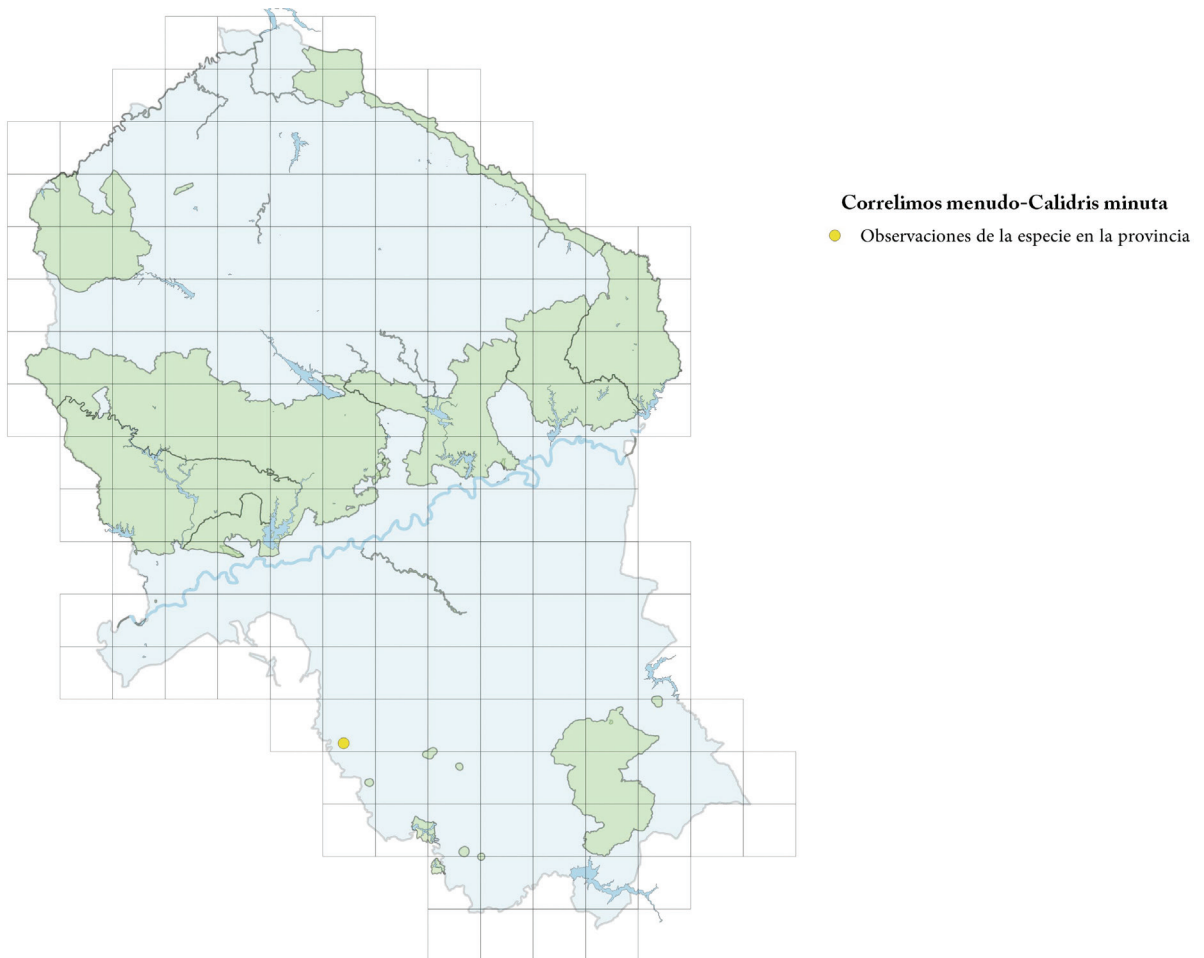 Correlimos menudo-Calidris minuta
Observaciones de la especie en la provincia